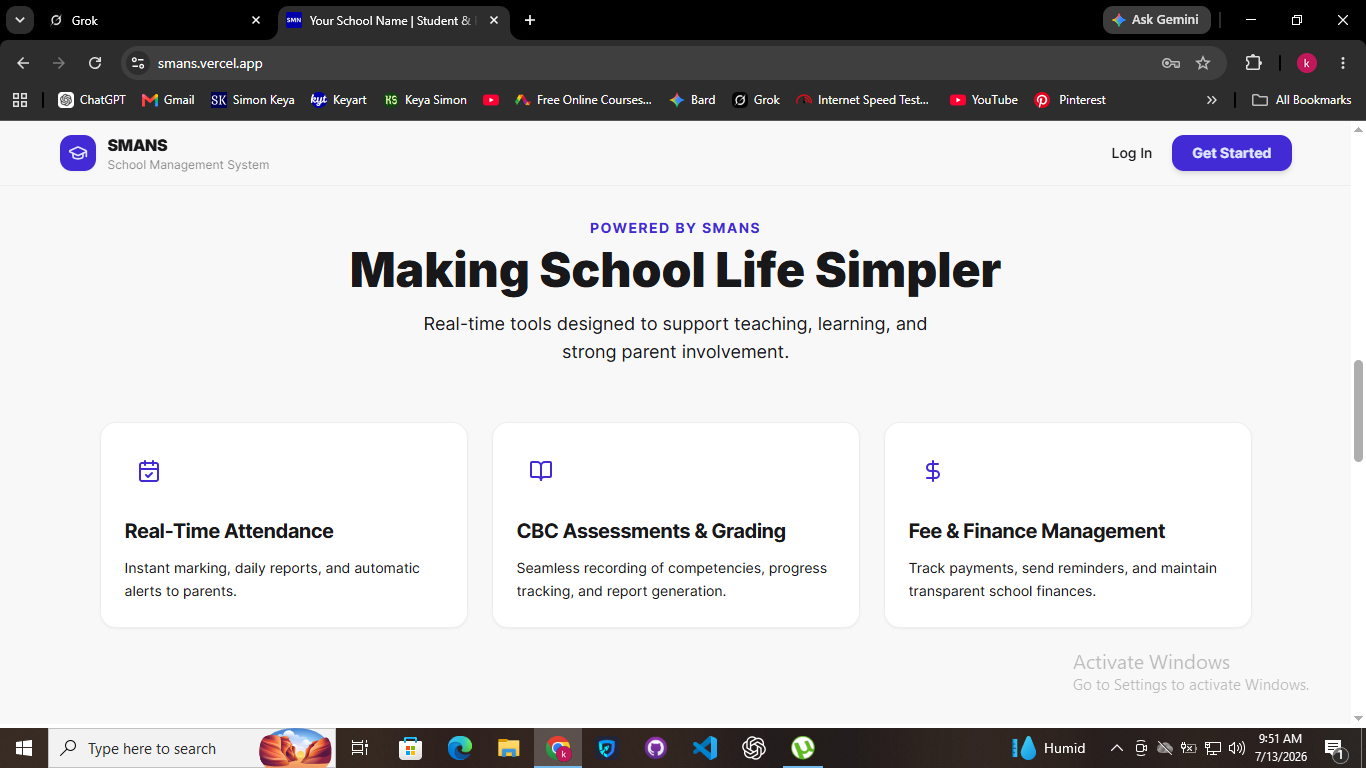 Grok
Your School Name | Student &
Ask Gemini
smans.vercel.app
k
ChatGPT
Gmail
SK Simon Keya
kyt Keyart
KS Keya Simon
Free Online Courses...
Bard
Grok
Internet Speed Test...
YouTube
Pinterest
All Bookmarks
SMANS
School Management System
Log In
Get Started
POWERED BY SMANS
Making School Life Simpler
Real-time tools designed to support teaching, learning, and
strong parent involvement.
Real-Time Attendance
Instant marking, daily reports, and automatic
alerts to parents.
CBC Assessments & Grading
Seamless recording of competencies, progress
tracking, and report generation.
Fee & Finance Management
Track payments, send reminders, and maintain
transparent school finances.
Activate Windows
Go to Settings to activate Windows.
Type here to search
k
Humid
9:51 AM
7/13/2026
1